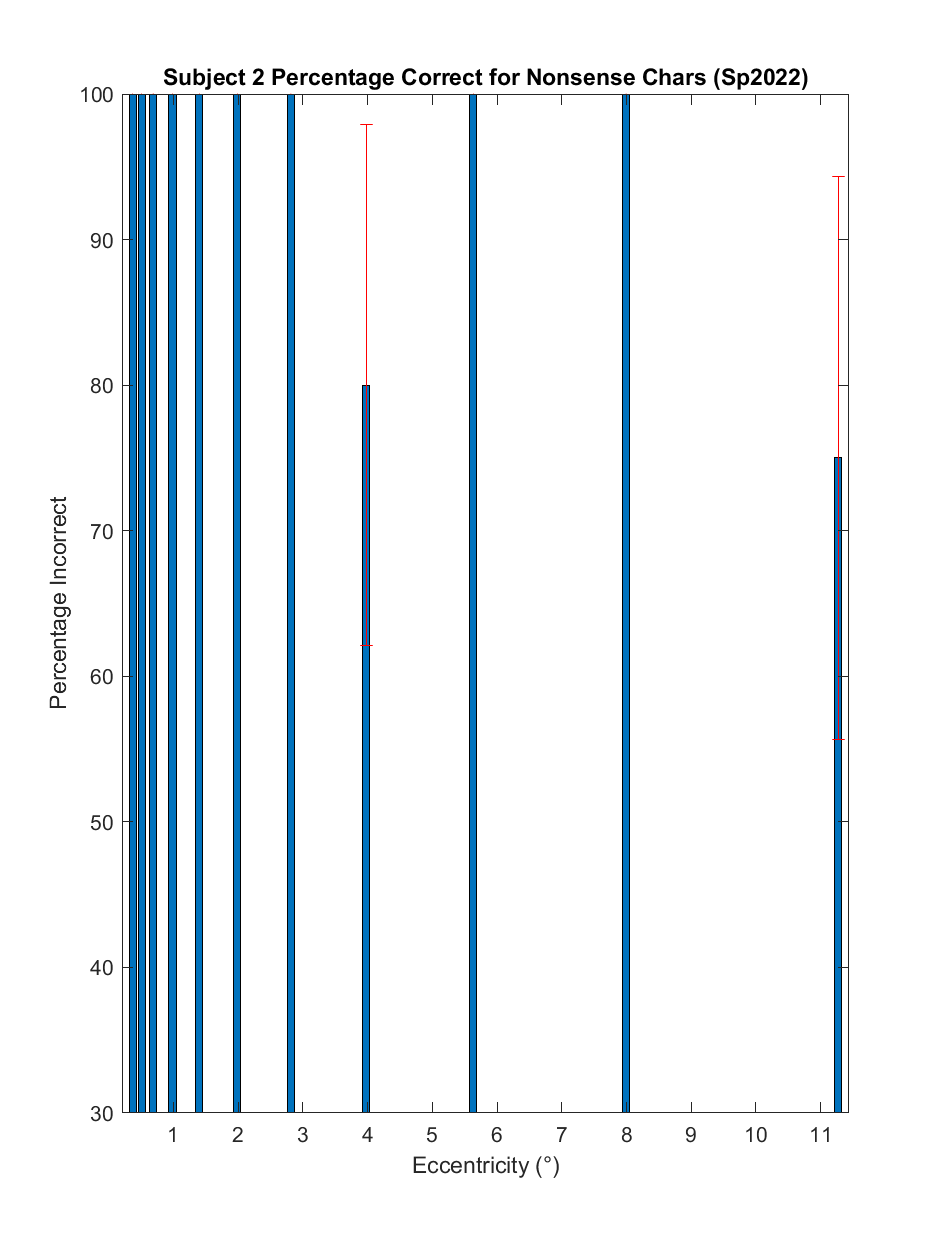 Subject 2 Percentage Correct for Nonsense Chars (Sp2022)
100
90
80
70
60
50
40
30
Percentage Incorrect
1 2 3 4 5 6 7 8 9 10 11
Eccentricity (°)